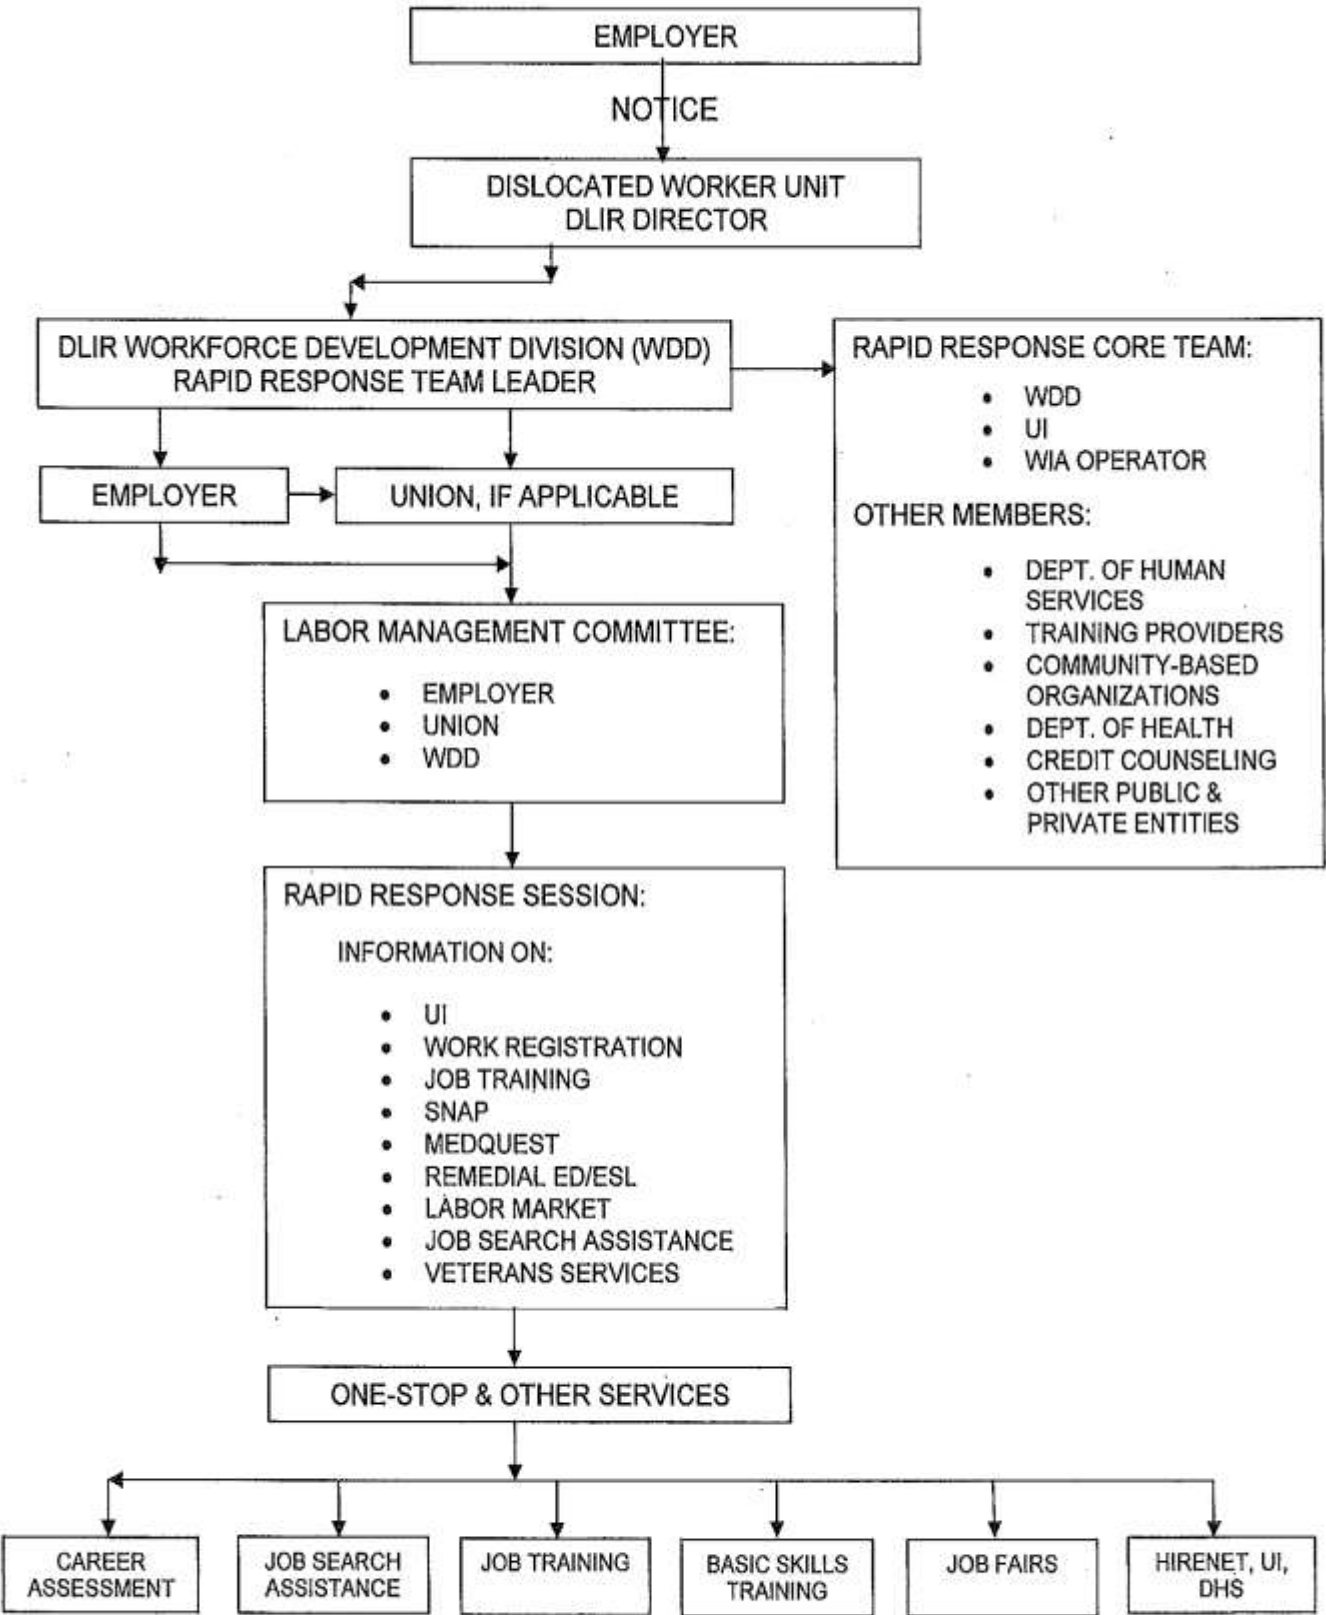 EMPLOYER
NOTICE
DISLOCATED WORKER UNIT
DLIR DIRECTOR
DLIR WORKFORCE DEVELOPMENT DIVISION (WDD)
RAPID RESPONSE TEAM LEADER
RAPID RESPONSE CORE TEAM:
• WDD
• UI
• WIA OPERATOR
OTHER MEMBERS:
• DEPT. OF HUMAN
SERVICES
• TRAINING PROVIDERS
• COMMUNITY-BASED
ORGANIZATIONS
• DEPT. OF HEALTH
• CREDIT COUNSELING
• OTHER PUBLIC &
PRIVATE ENTITIES
EMPLOYER
UNION, IF APPLICABLE
LABOR MANAGEMENT COMMITTEE:
• EMPLOYER
• UNION
• WDD
RAPID RESPONSE SESSION:
INFORMATION ON:
• UI
• WORK REGISTRATION
• JOB TRAINING
• SNAP
• MEDQUEST
• REMEDIAL ED/ESL
• LABOR MARKET
• JOB SEARCH ASSISTANCE
• VETERANS SERVICES
ONE-STOP & OTHER SERVICES
CAREER
ASSESSMENT
JOB SEARCH
ASSISTANCE
JOB TRAINING
BASIC SKILLS
TRAINING
JOB FAIRS
HIRENET, UI,
DHS